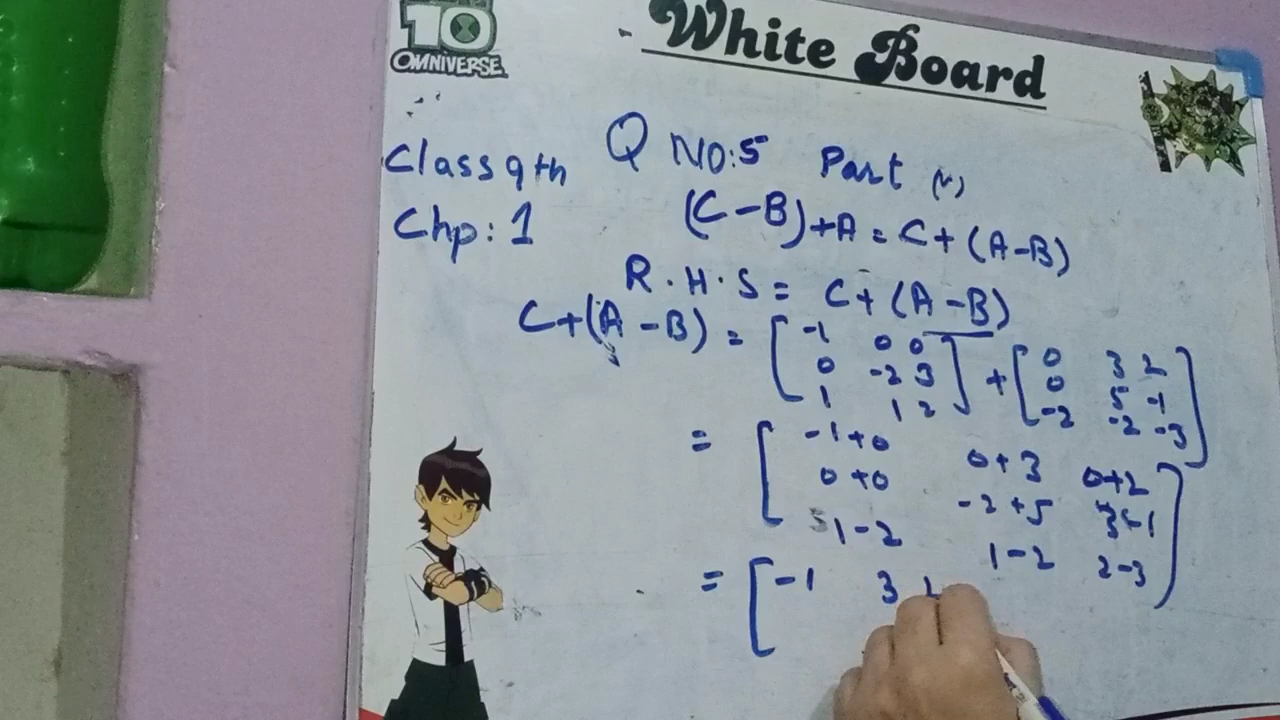 10
OMNIVERSE
White Board
Class 9th Q NO:5 Part (v)
Chp: 1 (C-B)+A = C+(A-B)
R.H.S = C+(A-B)
C+(A-B) = [ -1 0 0 ] + [ 0 3 2 ]
0 -2 3 0 5 -1
1 1 2 -2 -2 -3
= [ -1+0 0+3 0+2 ]
0+0 -2+5 3-1
1-2 1-2 2-3
= [ -1 3